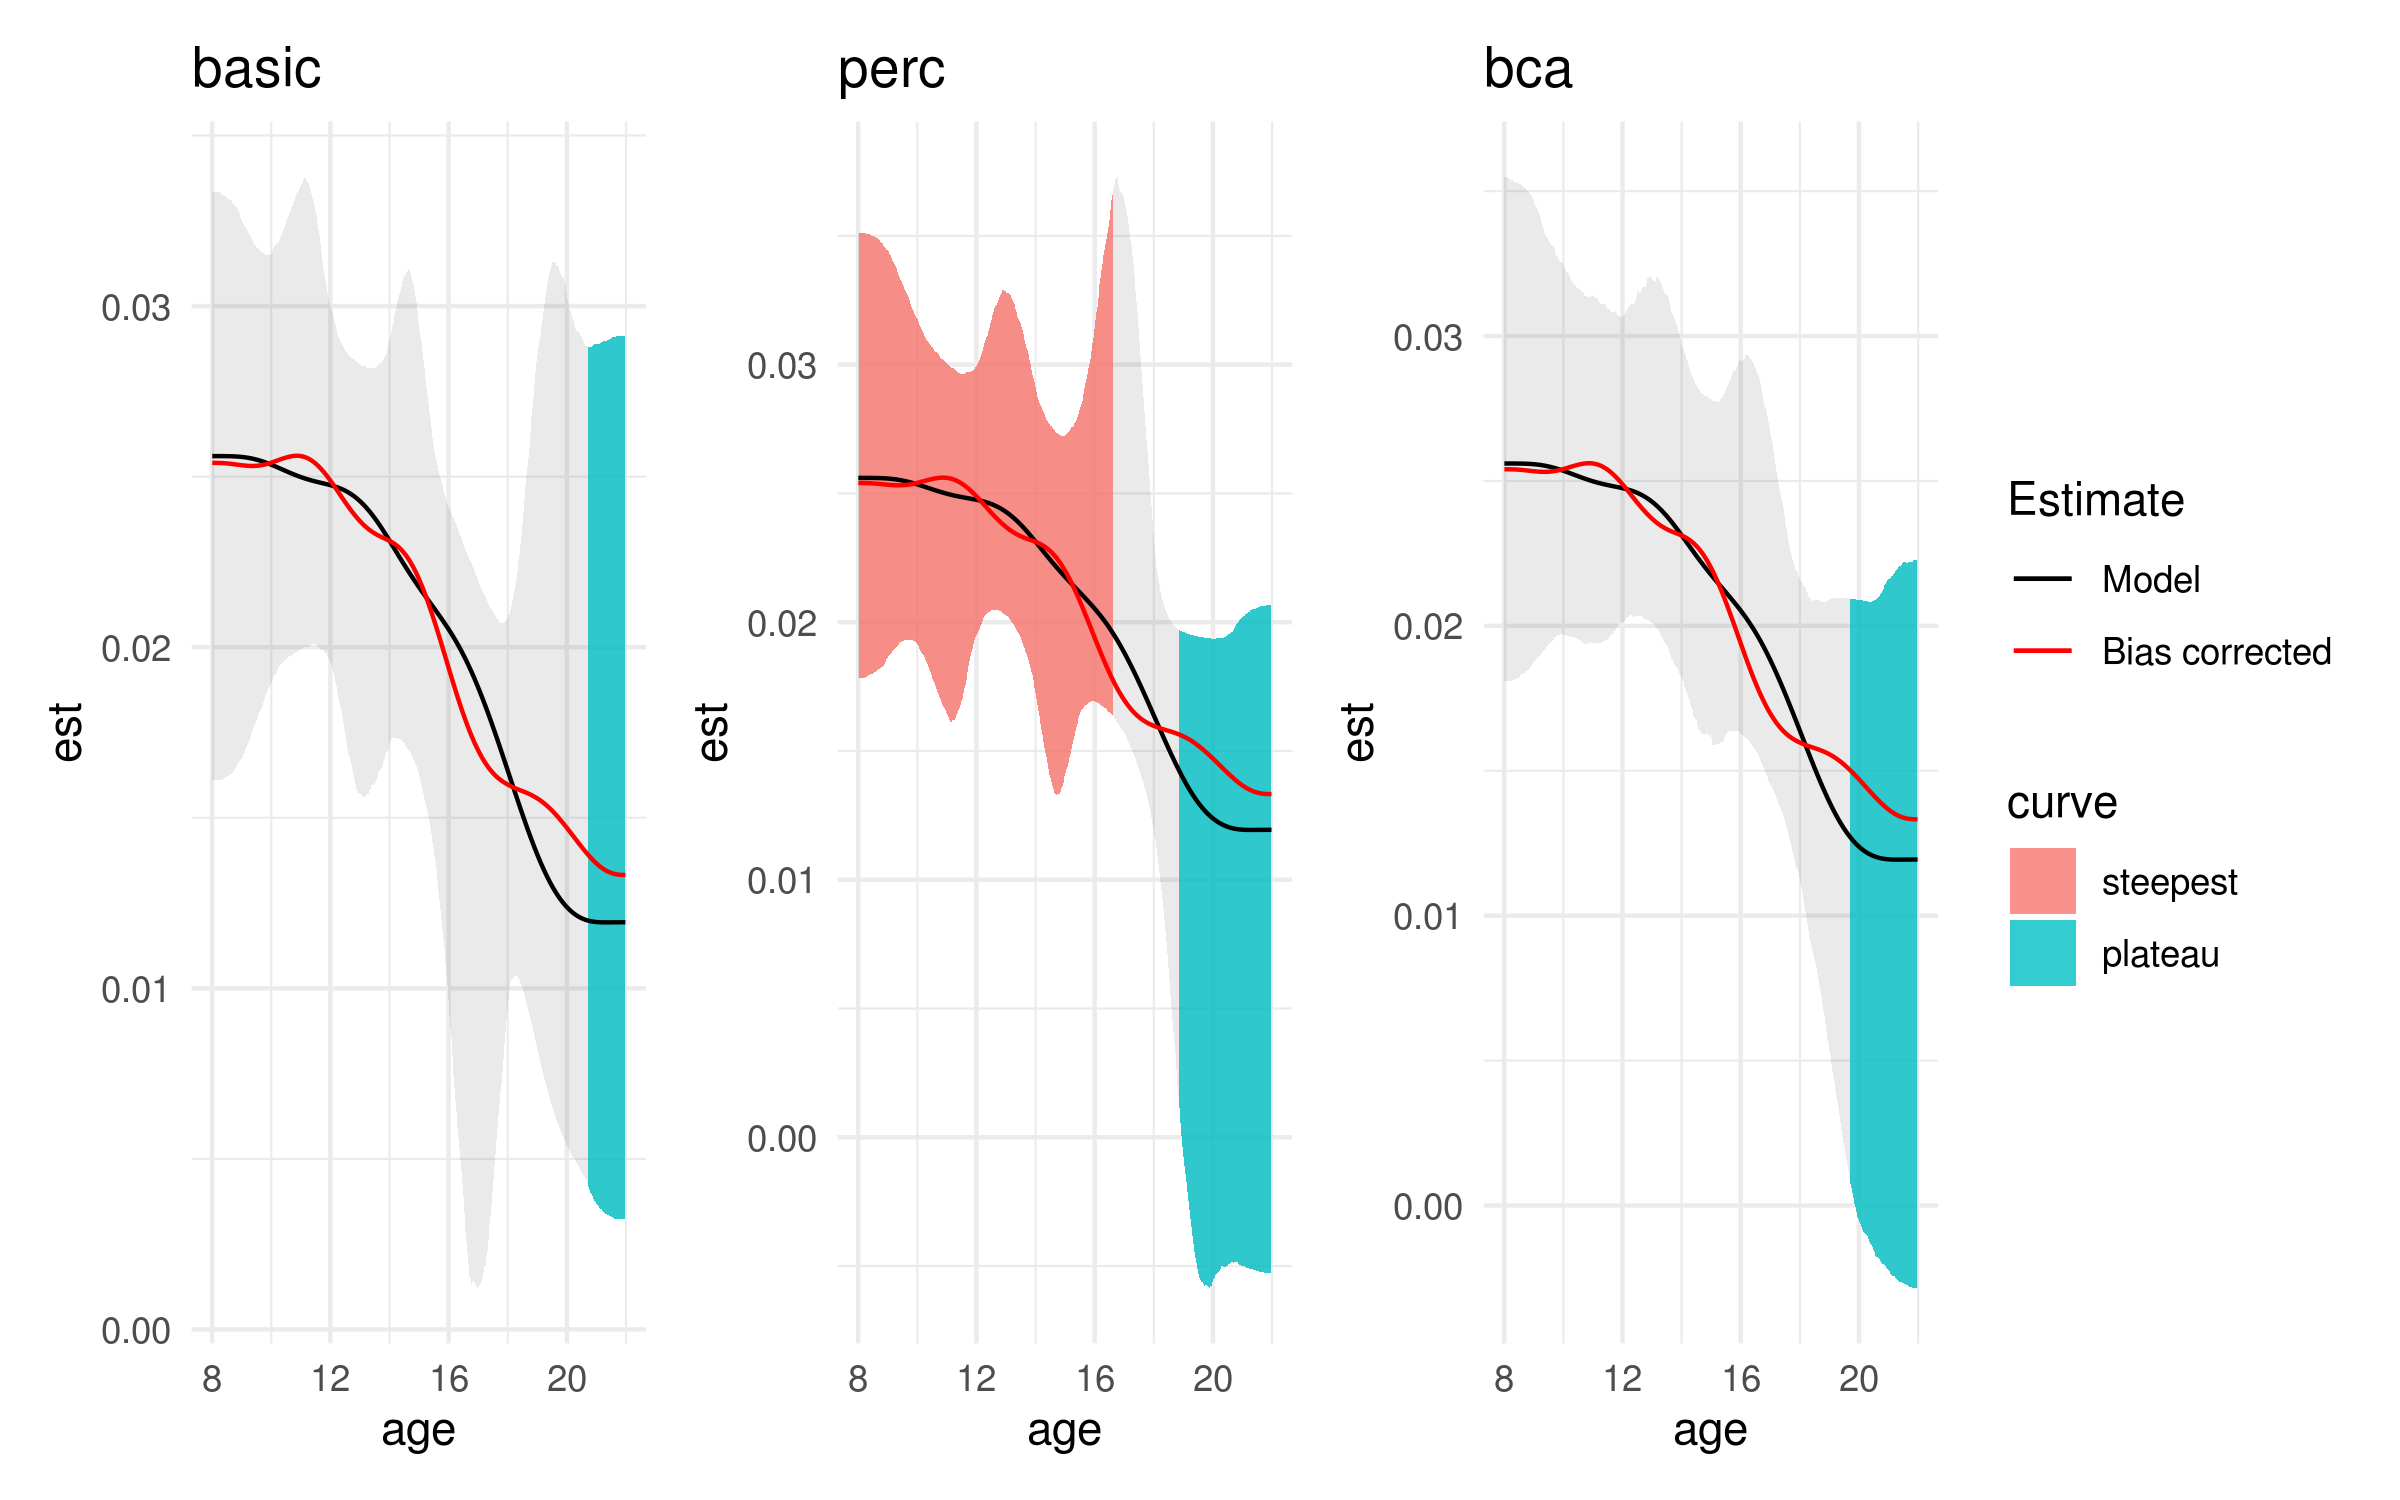 basic
perc
bca
0.03
0.02
0.01
0.00
est
8 12 16 20
age
0.03
0.02
0.01
0.00
est
8 12 16 20
age
0.03
0.02
0.01
0.00
est
8 12 16 20
age
Estimate
Model
Bias corrected
curve
steepest
plateau